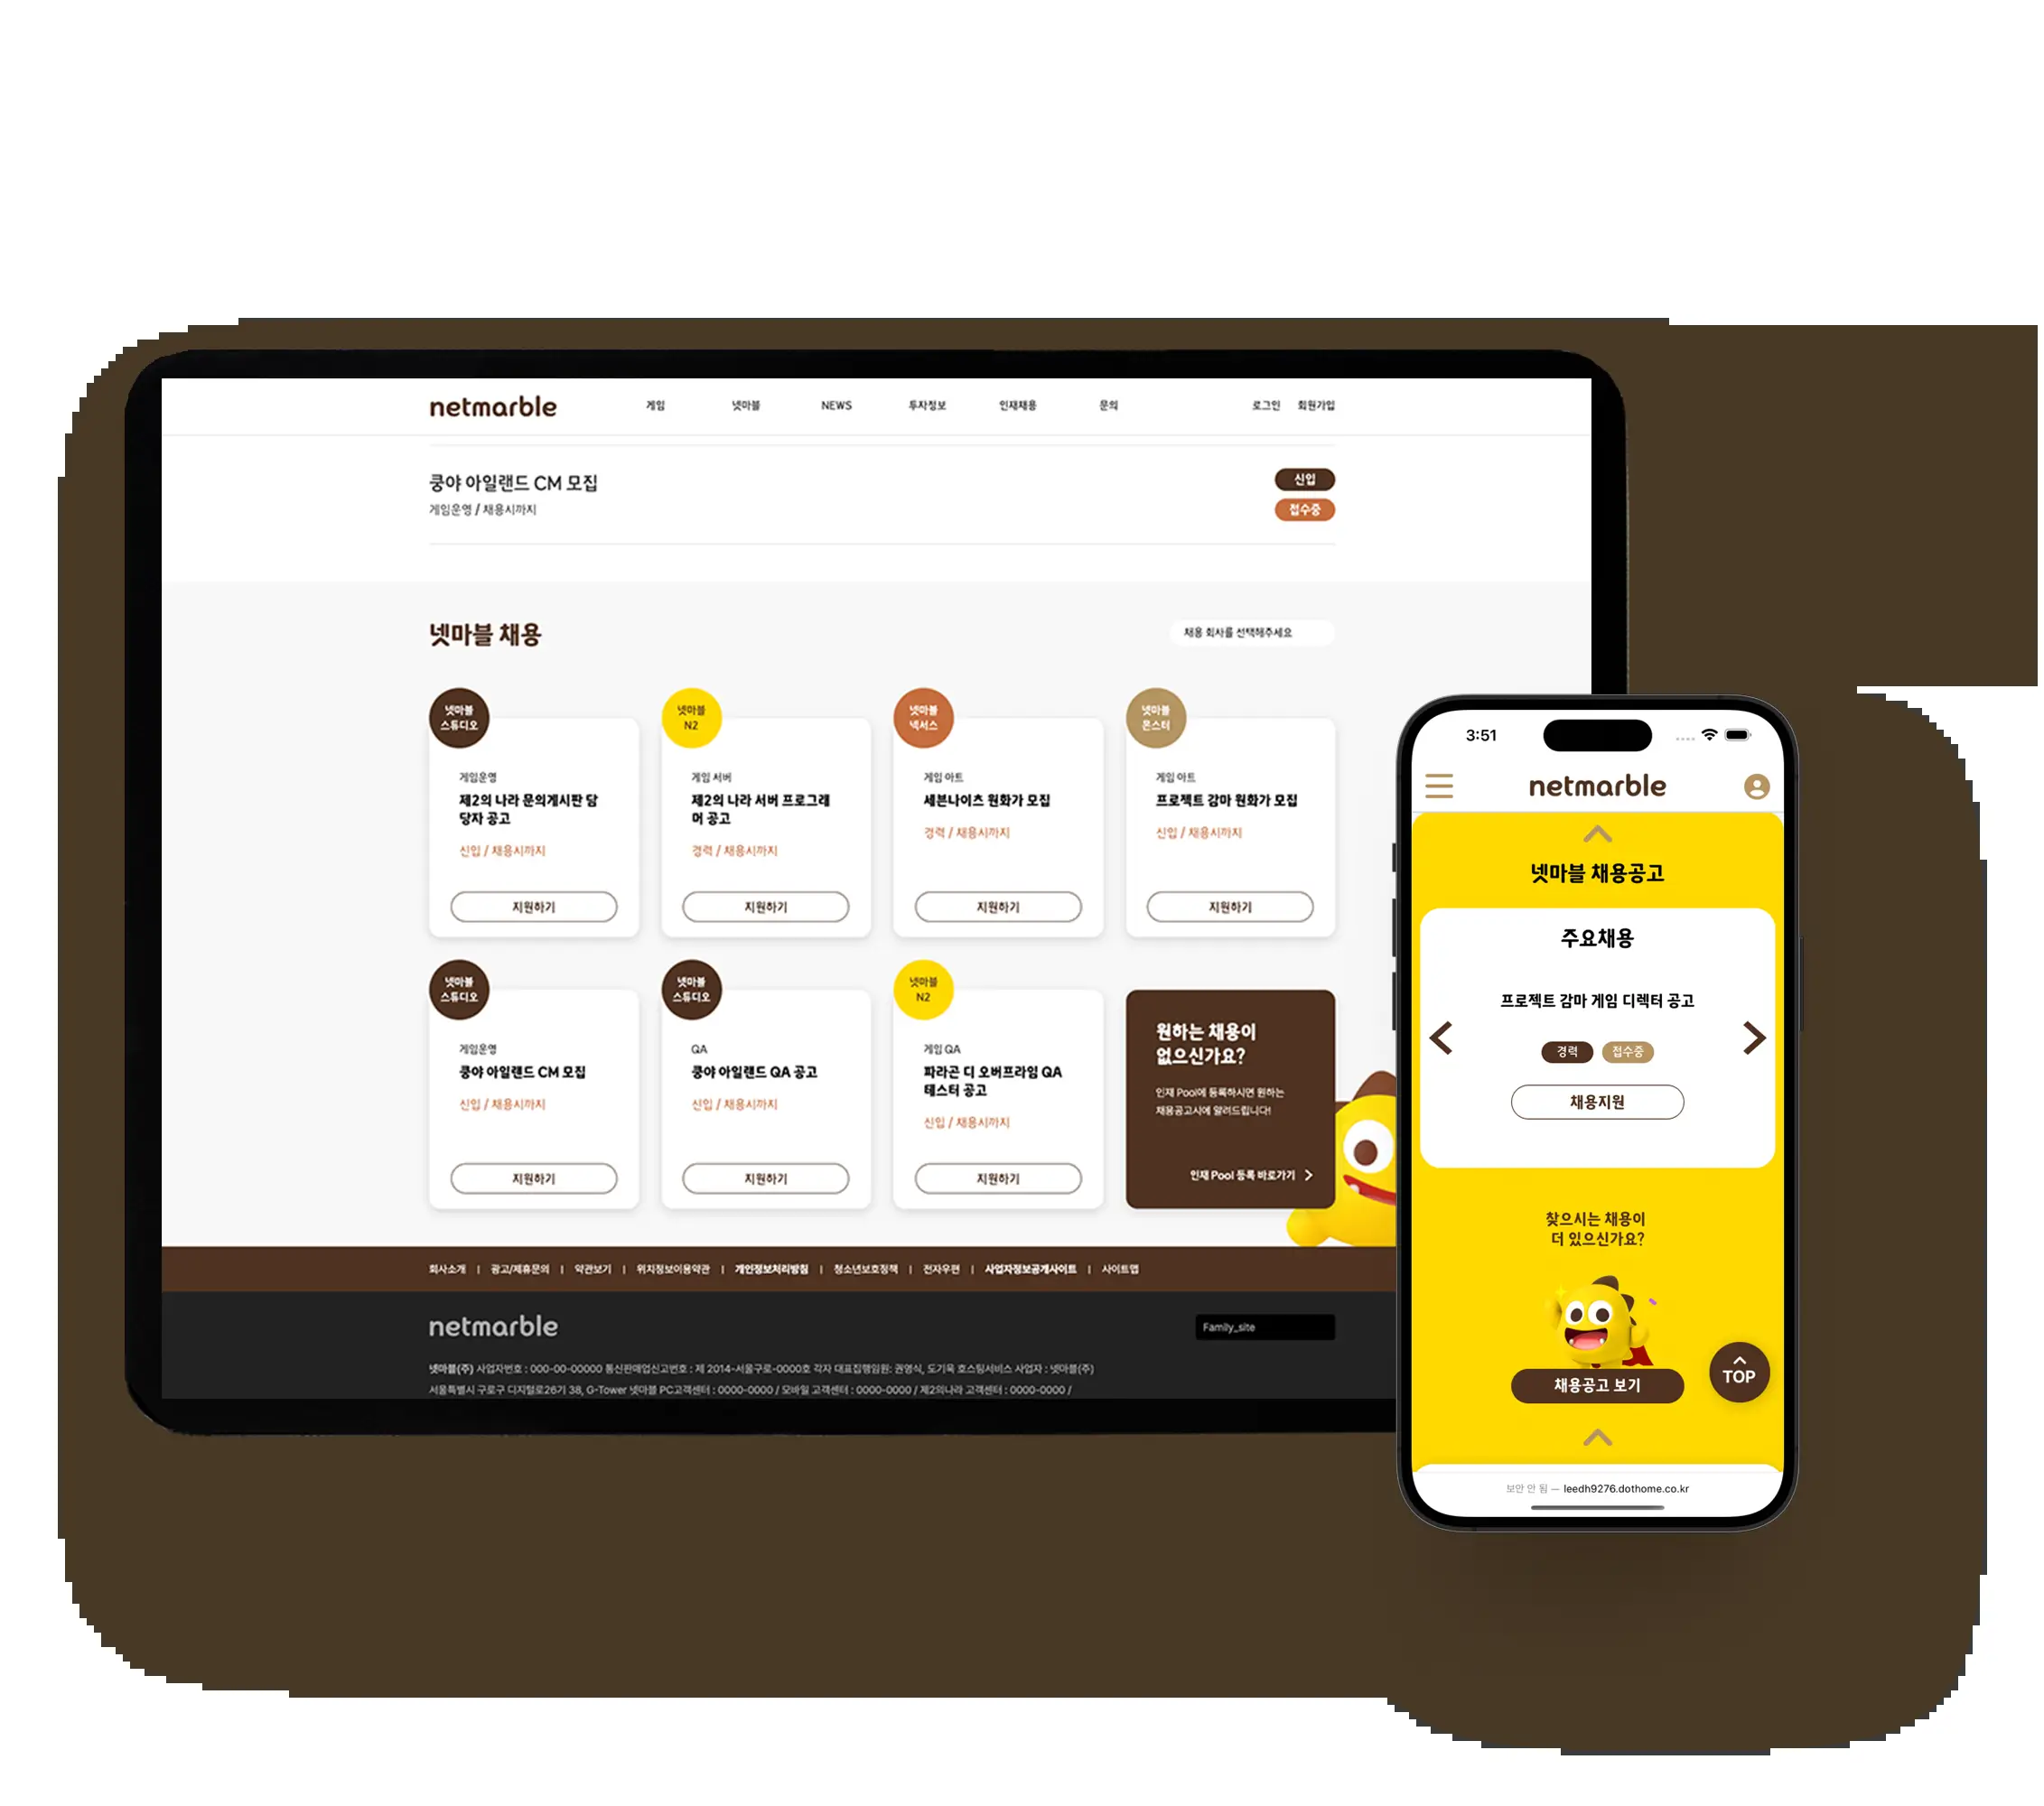 netmarble
게임
넷마블
NEWS
투자정보
인재채용
문의
로그인
회원가입
쿵야 아일랜드 CM 모집
게임운영 / 채용시까지
신입
접수중
넷마블 채용
채용 회사를 선택해주세요
넷마블
스튜디오
게임운영
제2의 나라 문의게시판 담
당자 공고
신입 / 채용시까지
지원하기
넷마블
N2
게임 서버
제2의 나라 서버 프로그래
머 공고
경력 / 채용시까지
지원하기
넷마블
넥서스
게임 아트
세븐나이츠 원화가 모집
경력 / 채용시까지
지원하기
넷마블
몬스터
게임 아트
프로젝트 감마 원화가 모집
신입 / 채용시까지
지원하기
넷마블
스튜디오
게임운영
쿵야 아일랜드 CM 모집
신입 / 채용시까지
지원하기
넷마블
스튜디오
QA
쿵야 아일랜드 QA 공고
신입 / 채용시까지
지원하기
넷마블
N2
게임 QA
파라곤 디 오버프라임 QA
테스터 공고
신입 / 채용시까지
지원하기
원하는 채용이
없으신가요?
인재 Pool에 등록하시면 원하는
채용공고시에 알려드립니다!
인재 Pool 등록 바로가기
회사소개 | 광고/제휴문의 | 약관보기 | 위치정보이용약관 | 개인정보처리방침 | 청소년보호정책 | 전자우편 | 사업자정보공개사이트 | 사이트맵
netmarble
Family_site
넷마블(주) 사업자번호 : 000-00-00000 통신판매업신고번호 : 제 2014-서울구로-0000호 각자 대표집행임원: 권영식, 도기욱 호스팅서비스 사업자 : 넷마블(주)
서울특별시 구로구 디지털로26기 38, G-Tower 넷마블 PC고객센터 : 0000-0000 / 모바일 고객센터 : 0000-0000 / 제2의나라 고객센터 : 0000-0000 /
3:51
netmarble
넷마블 채용공고
주요채용
프로젝트 감마 게임 디렉터 공고
경력
접수중
채용지원
찾으시는 채용이
더 있으신가요?
채용공고 보기
TOP
보안 안 됨 — leedh9276.dothome.co.kr